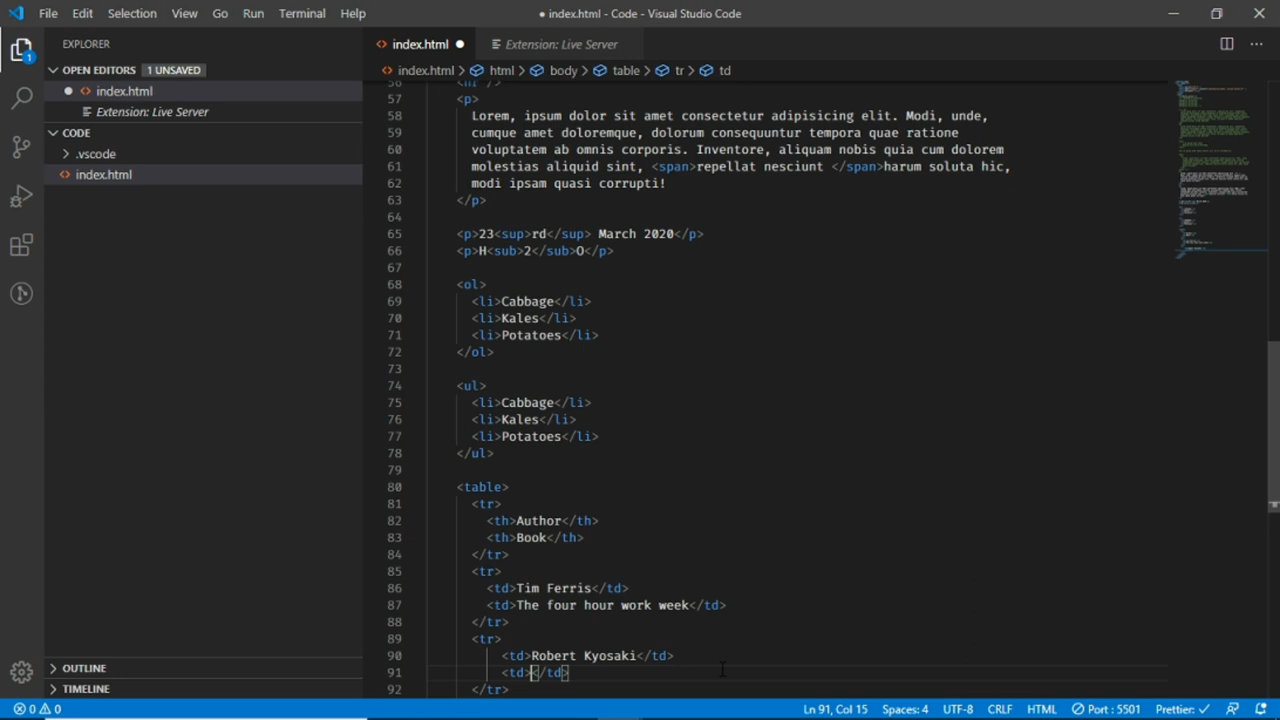 File Edit Selection View Go Run Terminal Help
● index.html - Code - Visual Studio Code
EXPLORER
OPEN EDITORS 1 UNSAVED
index.html
Extension: Live Server
CODE
.vscode
index.html
OUTLINE
TIMELINE
1
index.html ● Extension: Live Server
index.html > html > body > table > tr > td
56 <hr />
57 <p>
58 Lorem, ipsum dolor sit amet consectetur adipisicing elit. Modi, unde,
59 cumque amet doloremque, dolorum consequuntur tempora quae ratione
60 voluptatem ab omnis corporis. Inventore, aliquam nobis quia cum dolorem
61 molestias aliquid sint, <span>repellat nesciunt </span>harum soluta hic,
62 modi ipsam quasi corrupti!
63 </p>
64
65 <p>23<sup>rd</sup> March 2020</p>
66 <p>H<sub>2</sub>O</p>
67
68 <ol>
69 <li>Cabbage</li>
70 <li>Kales</li>
71 <li>Potatoes</li>
72 </ol>
73
74 <ul>
75 <li>Cabbage</li>
76 <li>Kales</li>
77 <li>Potatoes</li>
78 </ul>
79
80 <table>
81 <tr>
82 <th>Author</th>
83 <th>Book</th>
84 </tr>
85 <tr>
86 <td>Tim Ferris</td>
87 <td>The four hour work week</td>
88 </tr>
89 <tr>
90 <td>Robert Kyosaki</td>
91 <td></td>
92 </tr>
0 0 Ln 91, Col 15 Spaces: 4 UTF-8 CRLF HTML Port : 5501 Prettier: ✓